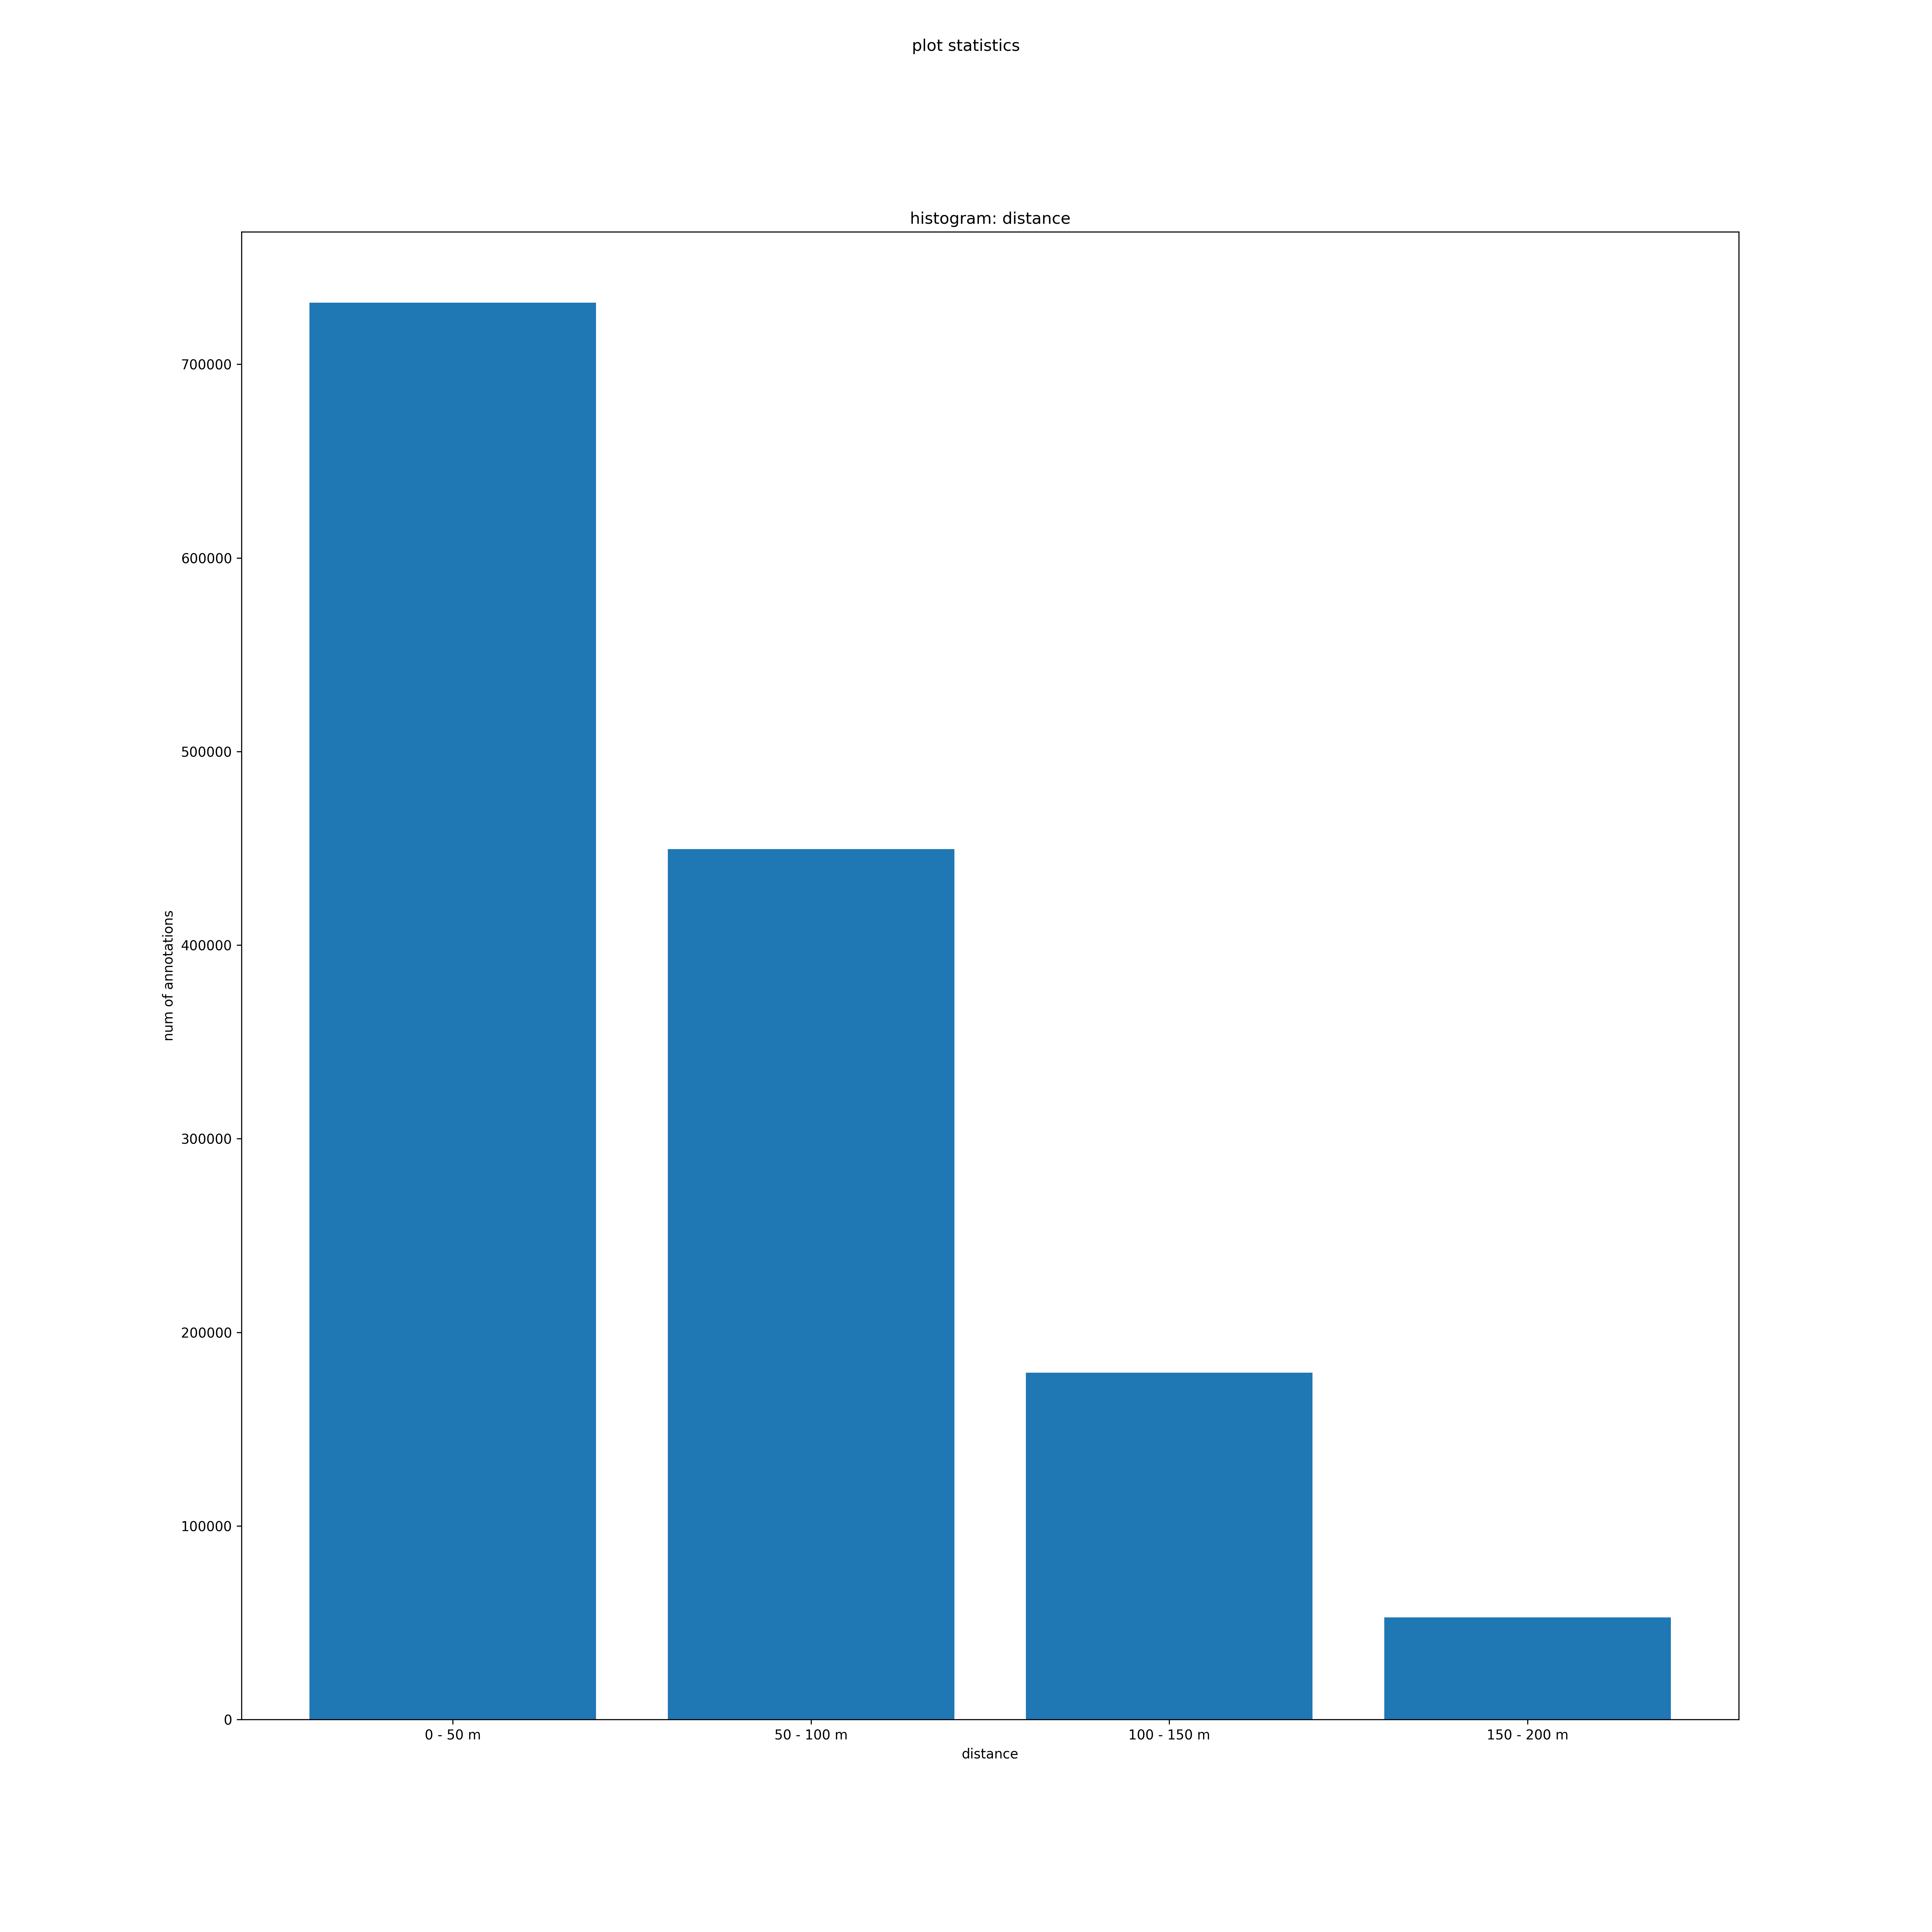 plot statistics
histogram: distance
700000
600000
500000
400000
300000
200000
100000
0
num of annotations
0 - 50 m
50 - 100 m
100 - 150 m
150 - 200 m
distance